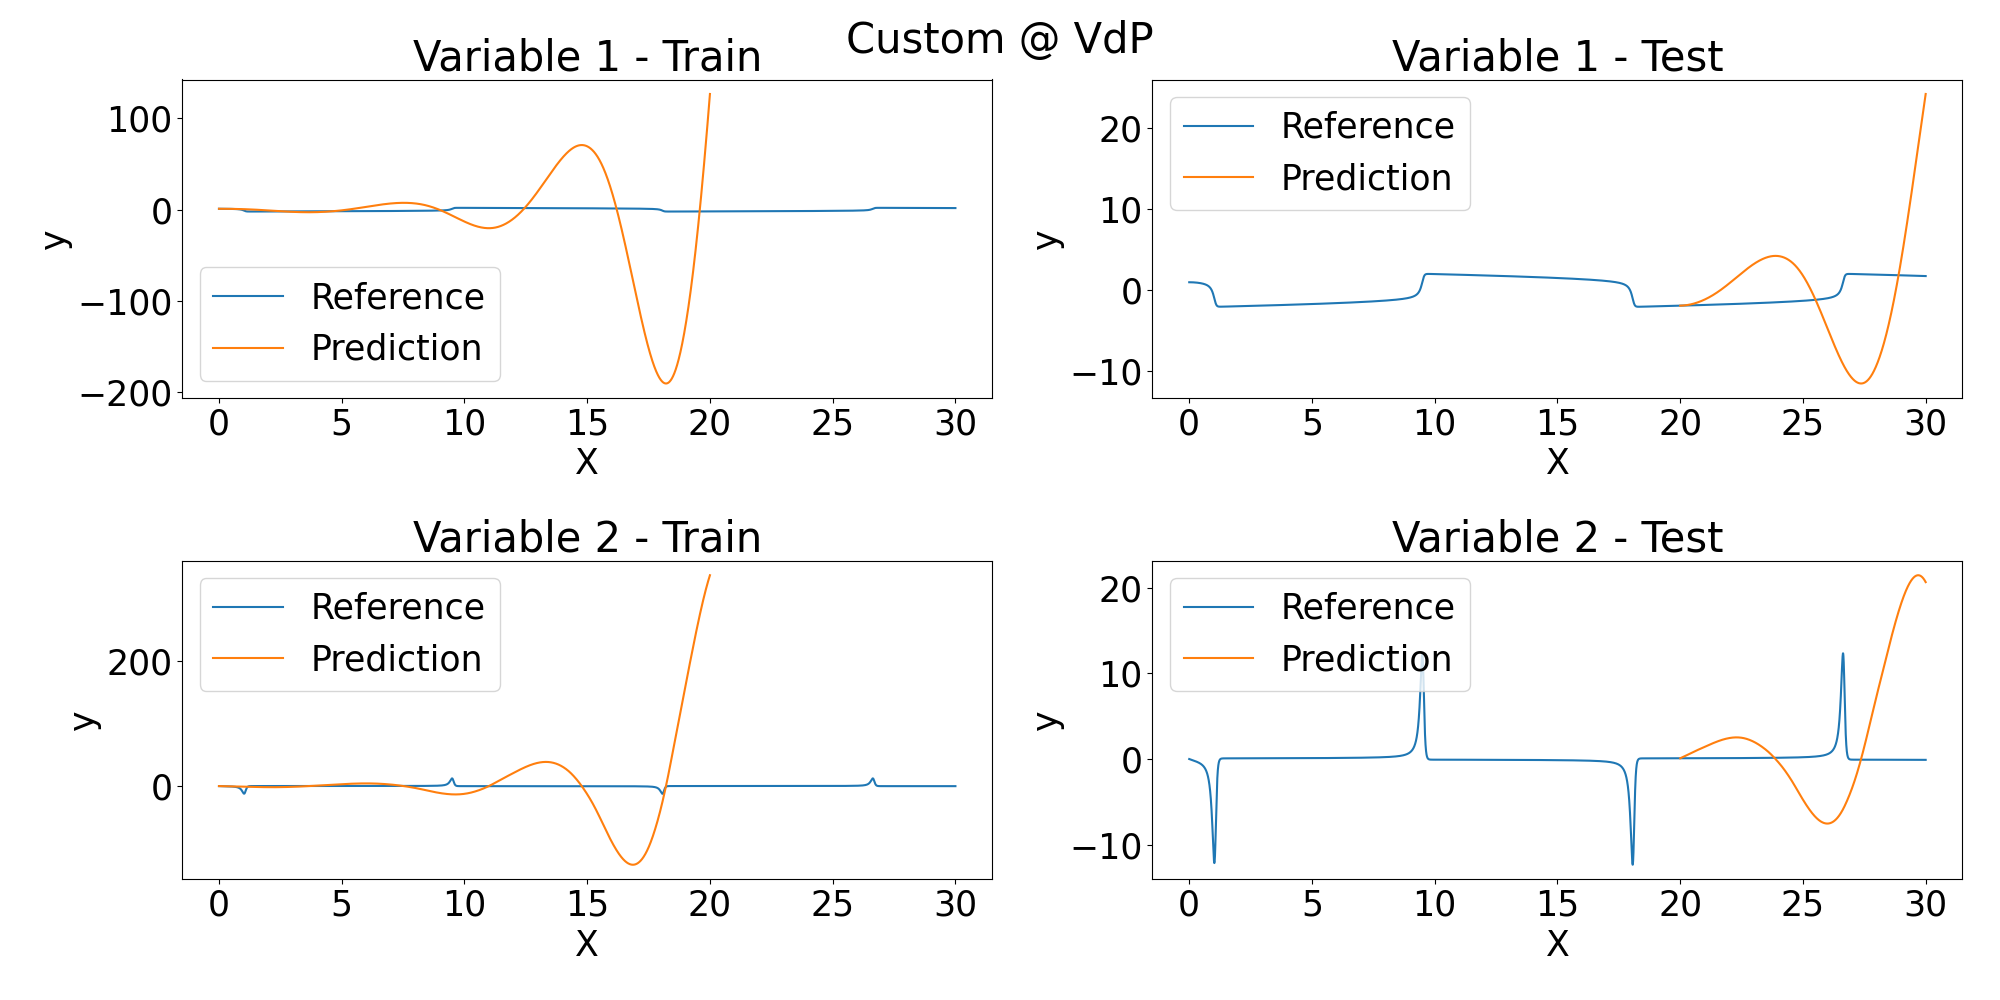 Custom @ VdP
Variable 1 - Train
100
0
−100
−200
y
Reference
Prediction
0 5 10 15 20 25 30
X
Variable 1 - Test
20
10
0
−10
y
Reference
Prediction
0 5 10 15 20 25 30
X
Variable 2 - Train
200
0
y
Reference
Prediction
0 5 10 15 20 25 30
X
Variable 2 - Test
20
10
0
−10
y
Reference
Prediction
0 5 10 15 20 25 30
X